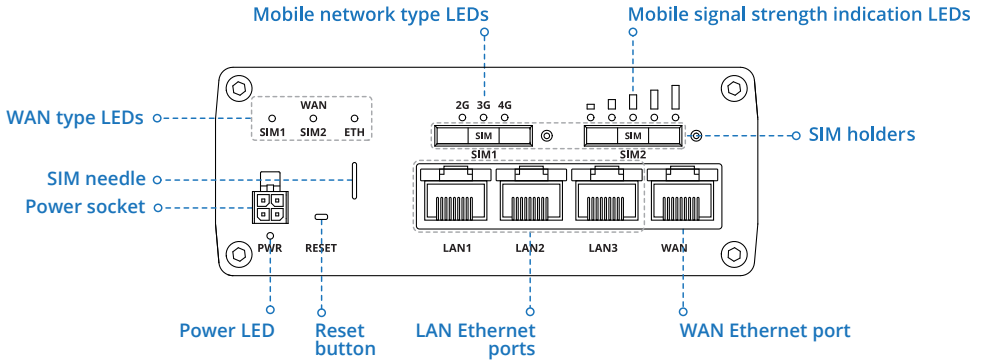 Mobile network type LEDs
Mobile signal strength indication LEDs
WAN
2G 3G 4G
WAN type LEDs
SIM1 SIM2 ETH
SIM
SIM
SIM holders
SIM1
SIM2
SIM needle
Power socket
PWR
RESET
LAN1
LAN2
LAN3
WAN
Power LED
Reset
button
LAN Ethernet
ports
WAN Ethernet port